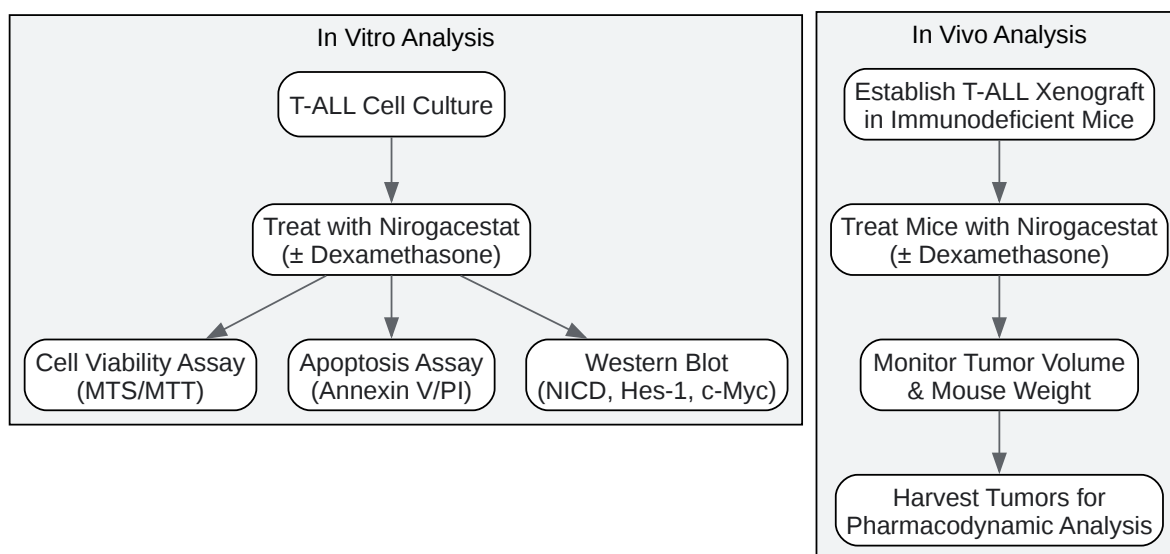 In Vitro Analysis
T-ALL Cell Culture
Treat with Nirogacestat
(± Dexamethasone)
Cell Viability Assay
(MTS/MTT)
Apoptosis Assay
(Annexin V/PI)
Western Blot
(NICD, Hes-1, c-Myc)
In Vivo Analysis
Establish T-ALL Xenograft
in Immunodeficient Mice
Treat Mice with Nirogacestat
(± Dexamethasone)
Monitor Tumor Volume
& Mouse Weight
Harvest Tumors for
Pharmacodynamic Analysis